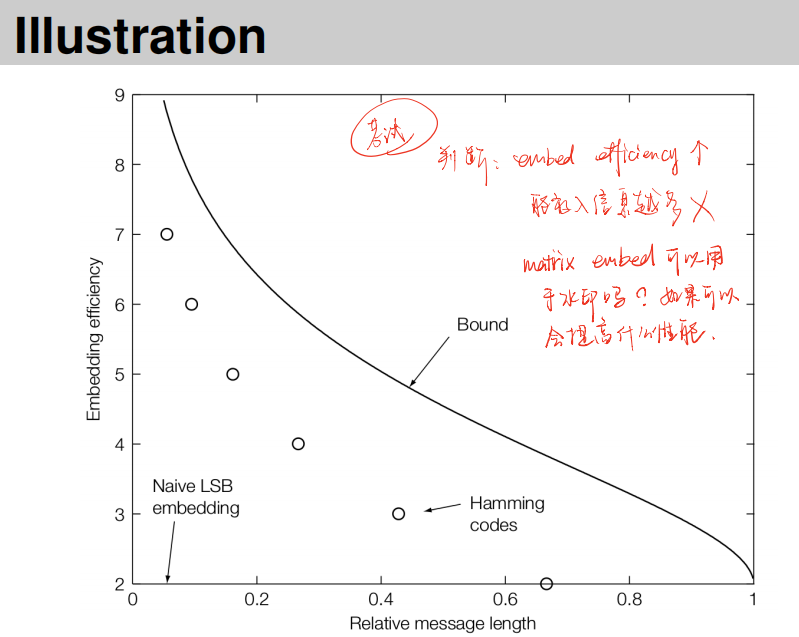 Illustration
考试
判断: embed efficiency ↑
能嵌入信息越多 ×
matrix embed 可以用
于水印吗? 如果可以
会提高什么性能.
9
8
7
6
5
4
3
2
Embedding efficiency
Bound
Naive LSB
embedding
Hamming
codes
0
0.2
0.4
0.6
0.8
1
Relative message length